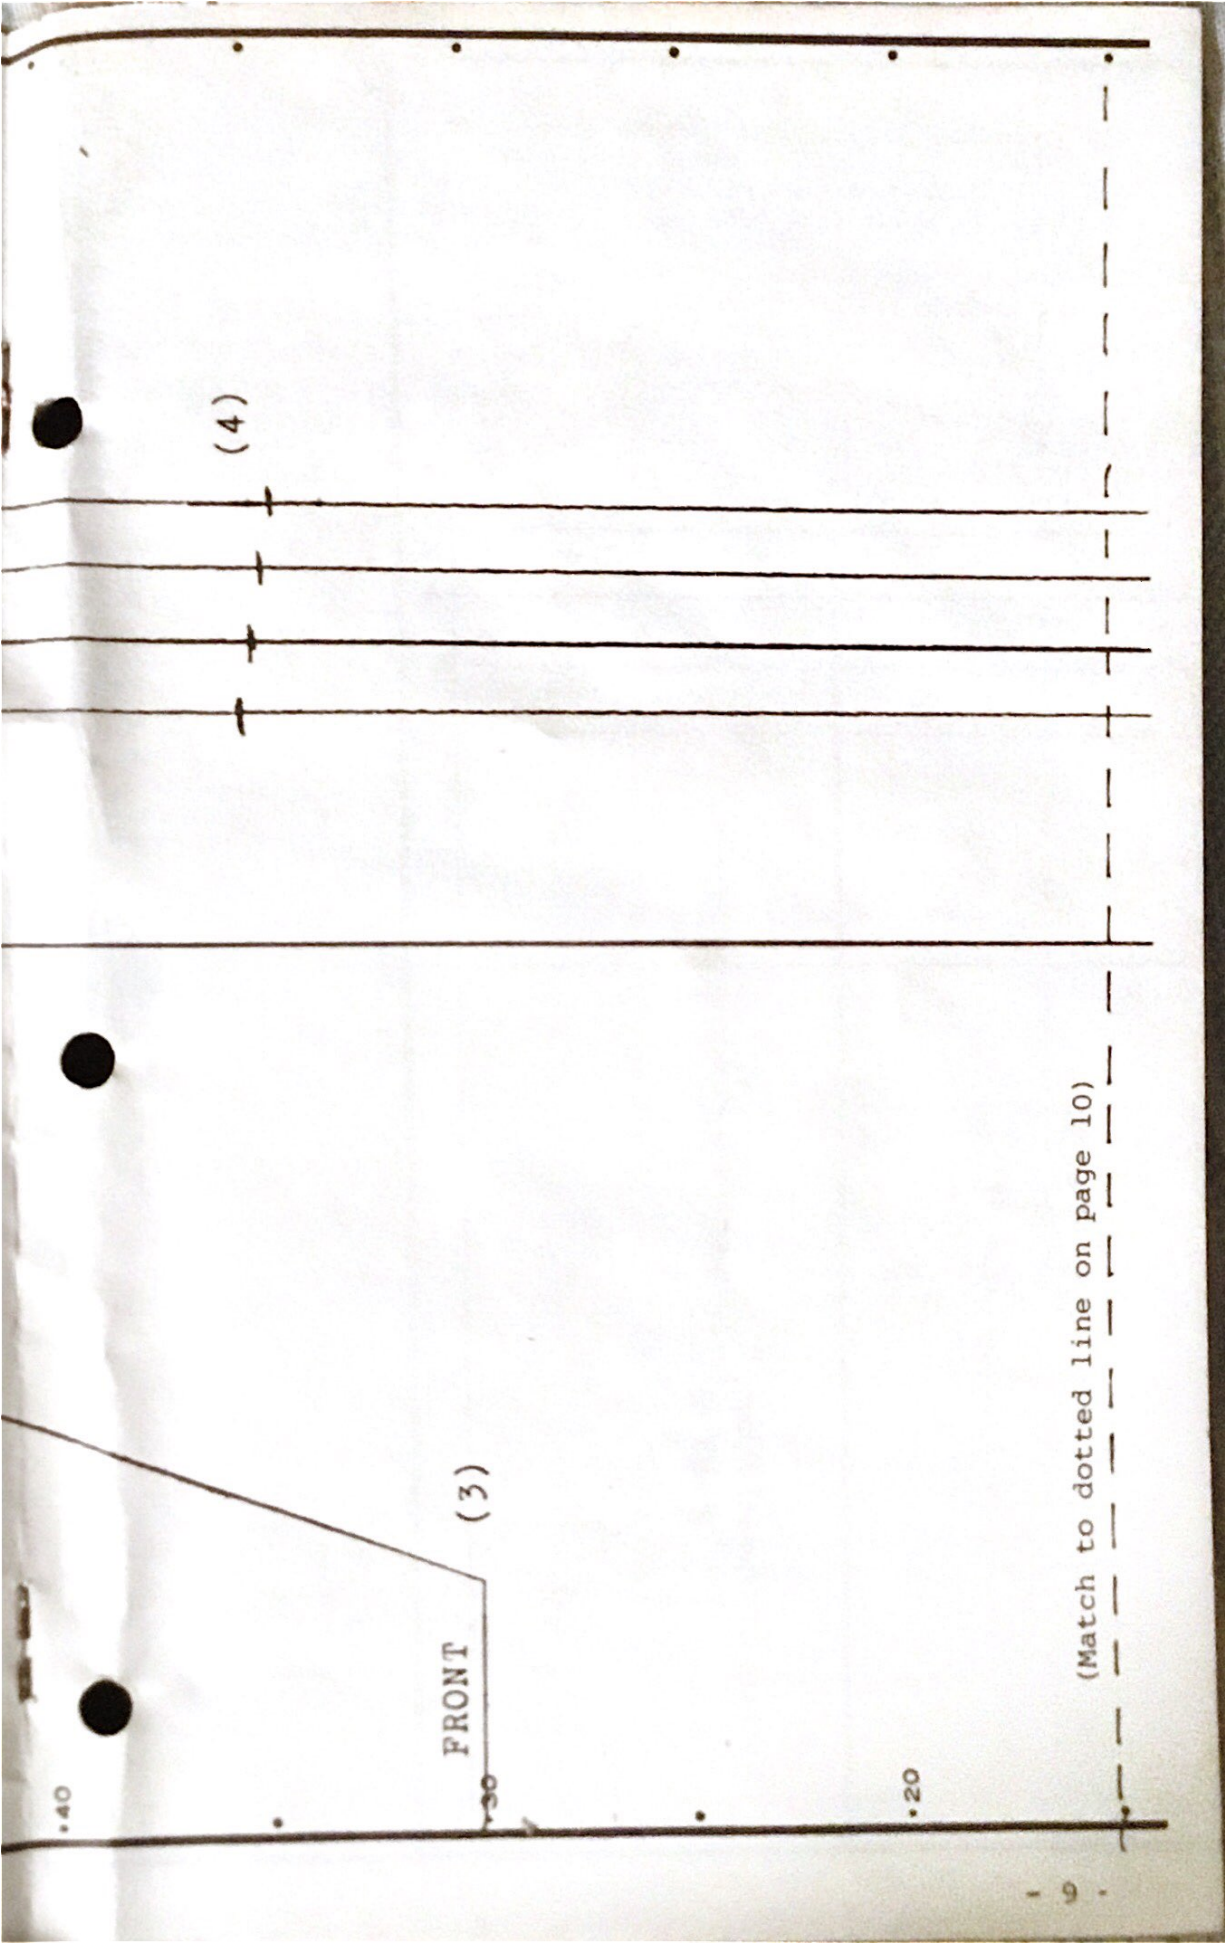 (4)
(3)
FRONT
.40
.30
.20
(Match to dotted line on page 10)
- 9 -